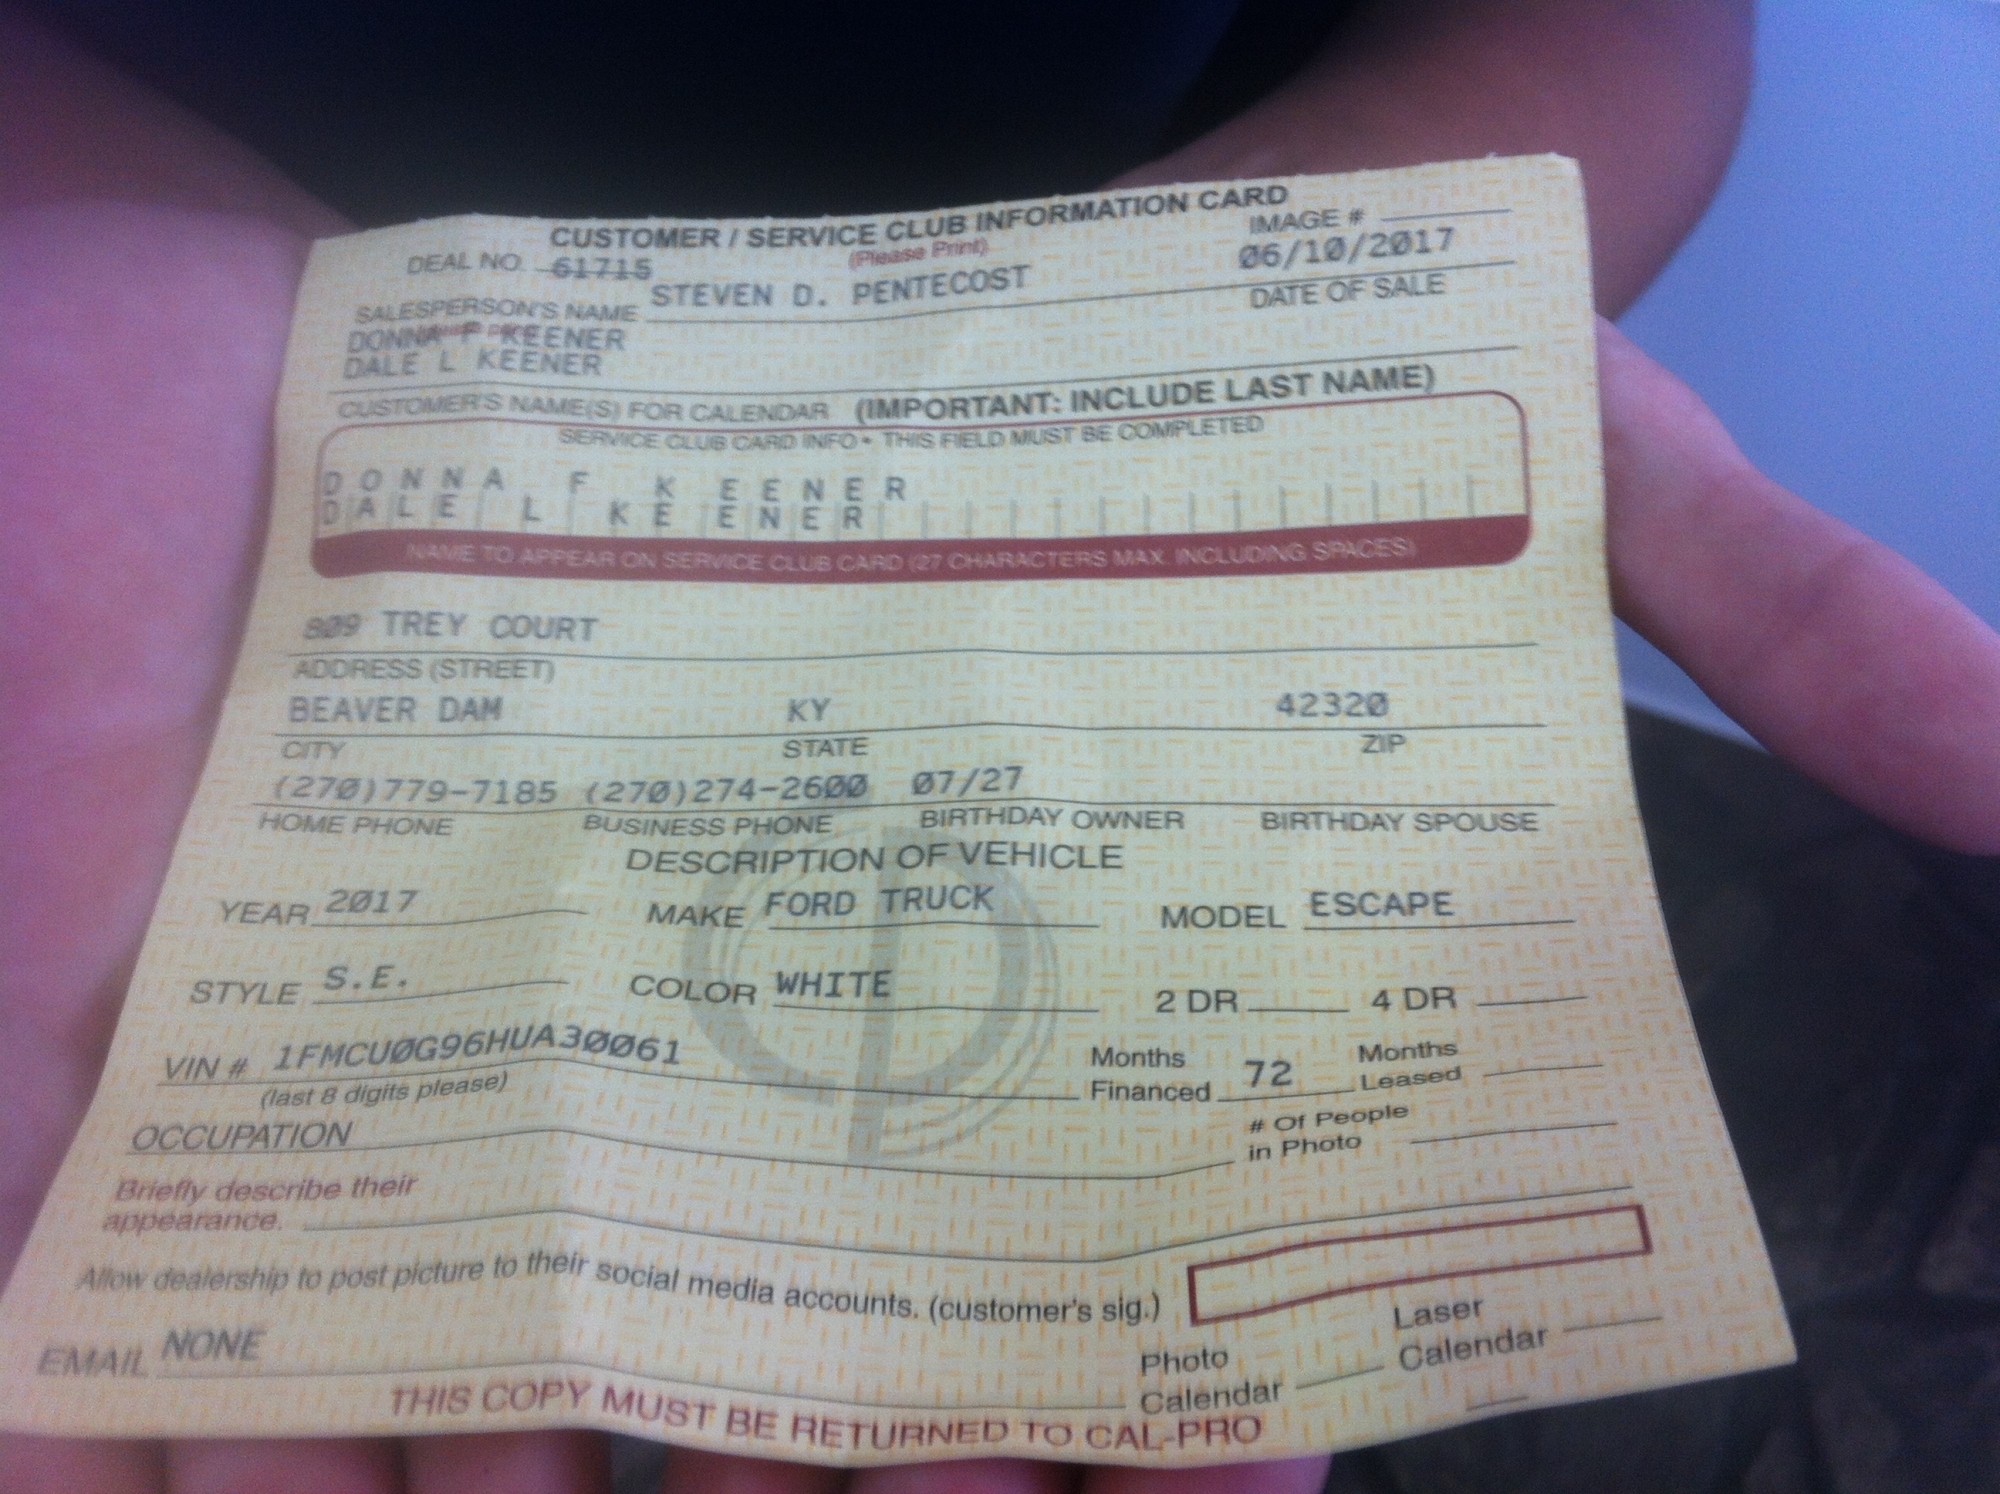 CUSTOMER / SERVICE CLUB INFORMATION CARD
(Please Print)
IMAGE #
DEAL NO. 61715
06/10/2017
SALESPERSON'S NAME STEVEN D. PENTECOST
DATE OF SALE
DONNA F KEENER
DALE L KEENER
CUSTOMER'S NAME(S) FOR CALENDAR (IMPORTANT: INCLUDE LAST NAME)
SERVICE CLUB CARD INFO • THIS FIELD MUST BE COMPLETED
DONNA F KEENER
DALE L KEENER
NAME TO APPEAR ON SERVICE CLUB CARD (27 CHARACTERS MAX. INCLUDING SPACES)
809 TREY COURT
ADDRESS (STREET)
BEAVER DAM KY 42320
CITY STATE ZIP
(270)779-7185 (270)274-2600 07/27
HOME PHONE BUSINESS PHONE BIRTHDAY OWNER BIRTHDAY SPOUSE
DESCRIPTION OF VEHICLE
YEAR 2017 MAKE FORD TRUCK MODEL ESCAPE
STYLE S.E. COLOR WHITE 2 DR 4 DR
VIN # 1FMCU0G96HUA30061 Months Financed 72 Months Leased
(last 8 digits please)
OCCUPATION # Of People in Photo
Briefly describe their
appearance.
Allow dealership to post picture to their social media accounts. (customer's sig.)
EMAIL NONE Photo Calendar Laser Calendar
THIS COPY MUST BE RETURNED TO CAL-PRO